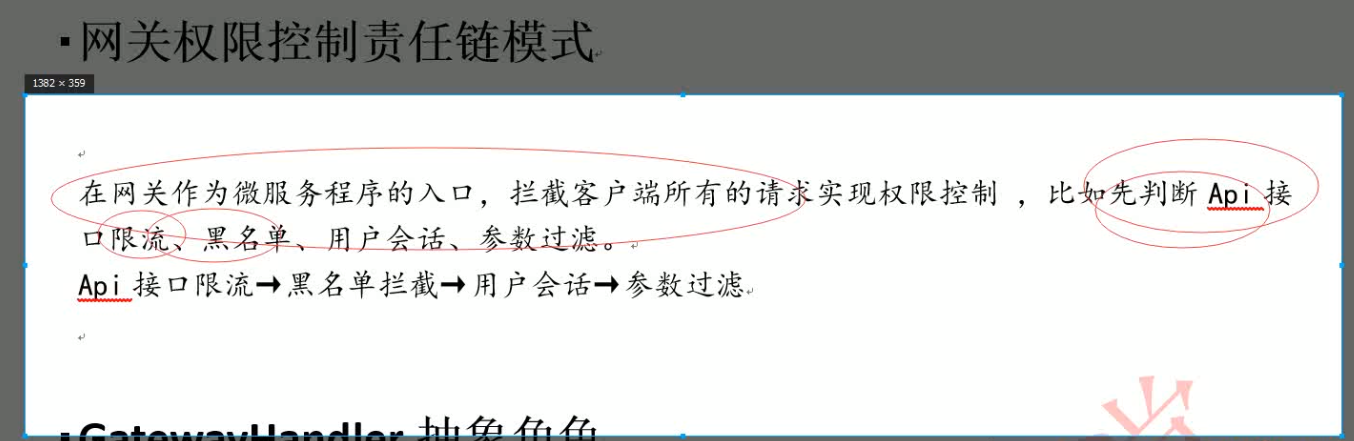 ▪网关权限控制责任链模式
1382 × 359
在网关作为微服务程序的入口，拦截客户端所有的请求实现权限控制 ，比如先判断 Api 接
口限流、黑名单、用户会话、参数过滤。
Api 接口限流→黑名单拦截→用户会话→参数过滤
▪GatewayHandler 抽象角色